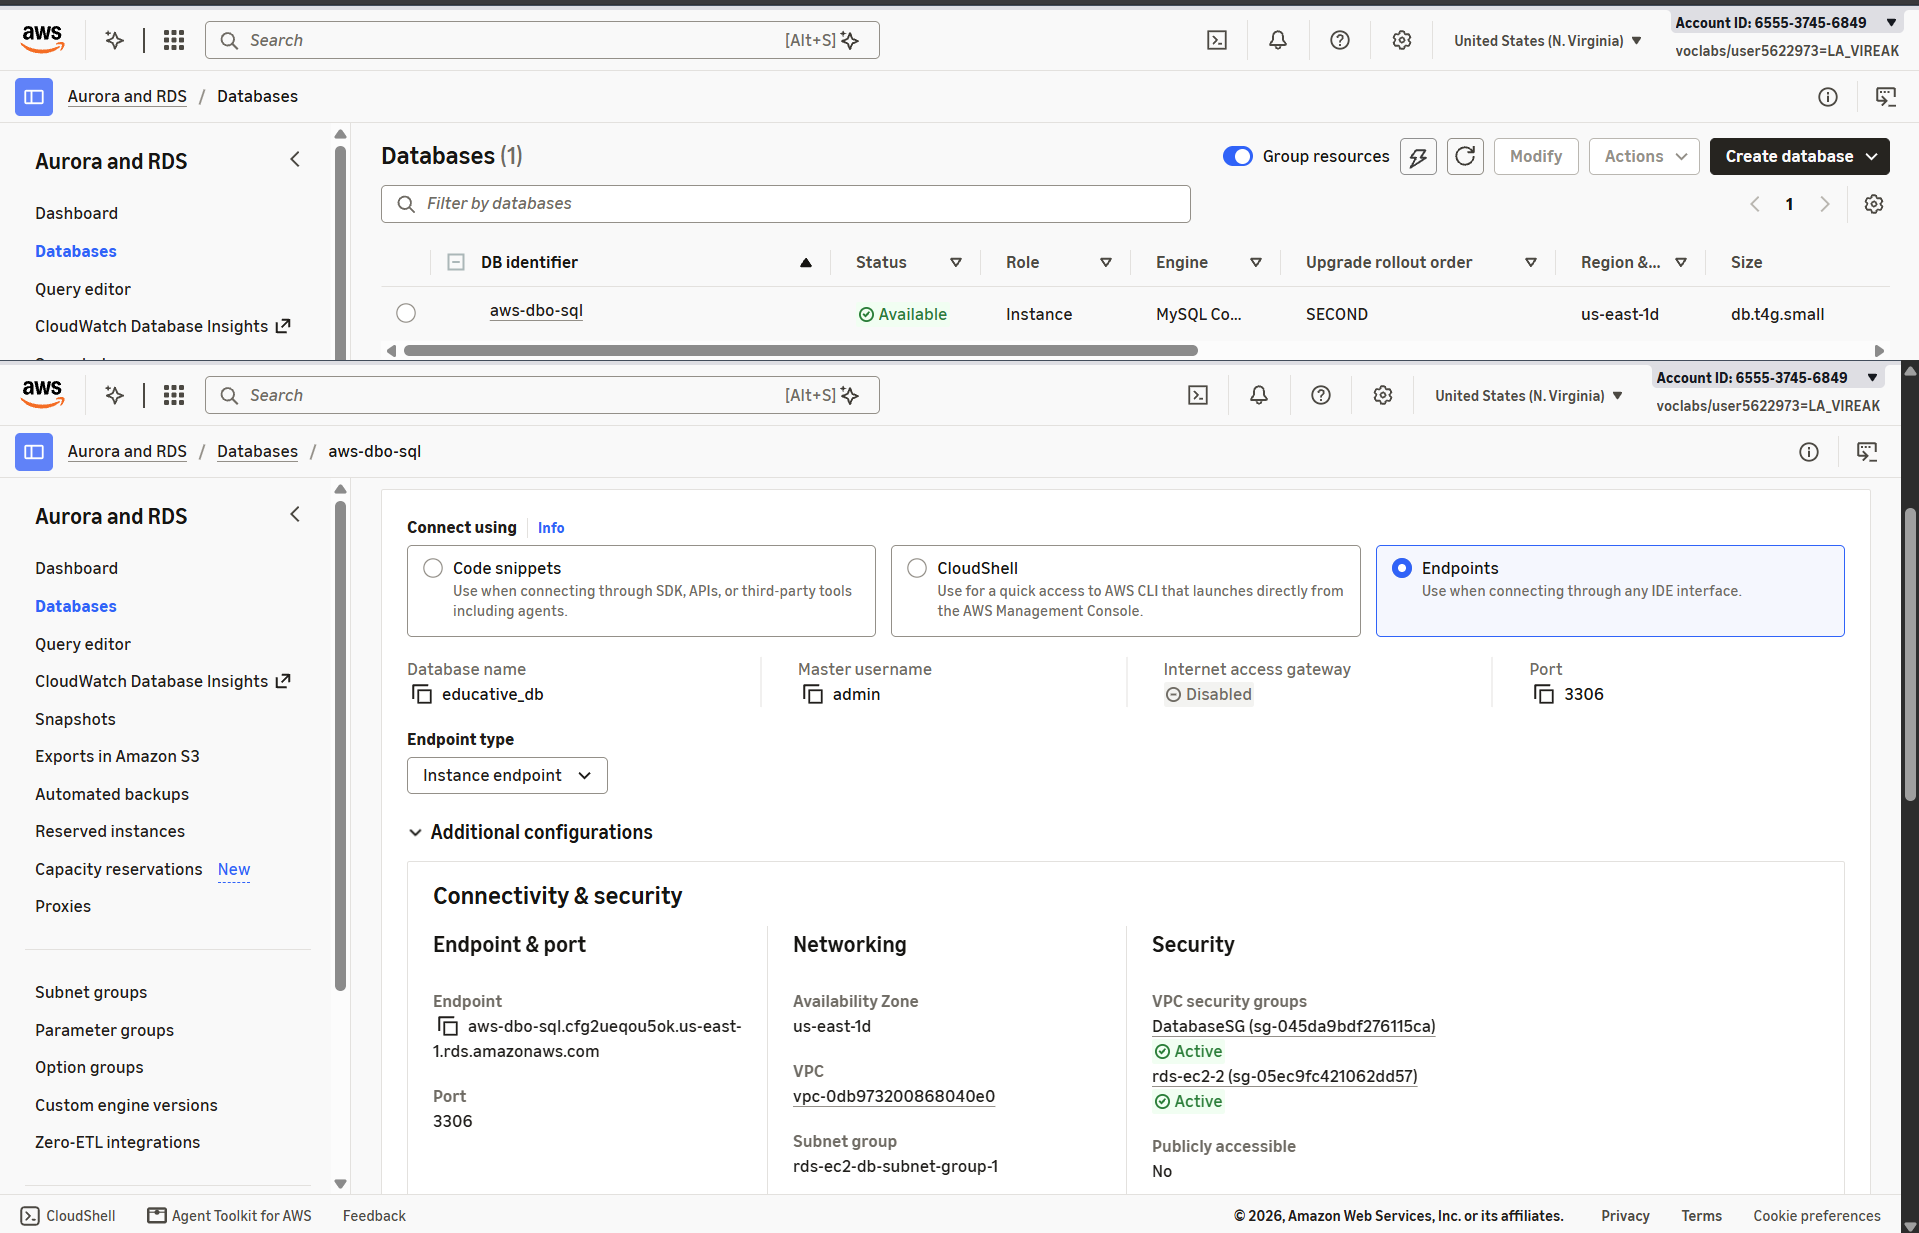 aws
Search [Alt+S]
United States (N. Virginia)
Account ID: 6555-3745-6849
voclabs/user5622973=LA_VIREAK
Aurora and RDS / Databases
Aurora and RDS
Dashboard
Databases
Query editor
CloudWatch Database Insights
Databases (1)
Group resources
Modify
Actions
Create database
Filter by databases
1
DB identifier Status Role Engine Upgrade rollout order Region &... Size
aws-dbo-sql Available Instance MySQL Co... SECOND us-east-1d db.t4g.small
aws
Search [Alt+S]
United States (N. Virginia)
Account ID: 6555-3745-6849
voclabs/user5622973=LA_VIREAK
Aurora and RDS / Databases / aws-dbo-sql
Aurora and RDS
Dashboard
Databases
Query editor
CloudWatch Database Insights
Snapshots
Exports in Amazon S3
Automated backups
Reserved instances
Capacity reservations New
Proxies
Subnet groups
Parameter groups
Option groups
Custom engine versions
Zero-ETL integrations
Connect using Info
Code snippets
Use when connecting through SDK, APIs, or third-party tools
including agents.
CloudShell
Use for a quick access to AWS CLI that launches directly from
the AWS Management Console.
Endpoints
Use when connecting through any IDE interface.
Database name
educative_db
Master username
admin
Internet access gateway
Disabled
Port
3306
Endpoint type
Instance endpoint
Additional configurations
Connectivity & security
Endpoint & port
Endpoint
aws-dbo-sql.cfg2ueqou5ok.us-east-
1.rds.amazonaws.com
Port
3306
Networking
Availability Zone
us-east-1d
VPC
vpc-0db973200868040e0
Subnet group
rds-ec2-db-subnet-group-1
Security
VPC security groups
DatabaseSG (sg-045da9bdf276115ca)
Active
rds-ec2-2 (sg-05ec9fc421062dd57)
Active
Publicly accessible
No
CloudShell
Agent Toolkit for AWS
Feedback
© 2026, Amazon Web Services, Inc. or its affiliates.
Privacy
Terms
Cookie preferences